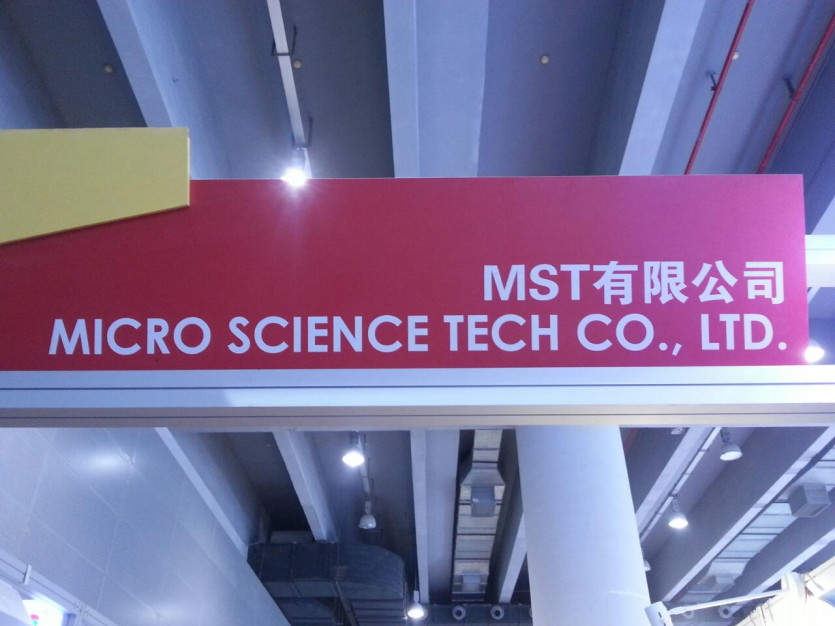 MST有限公司
MICRO SCIENCE TECH CO., LTD.